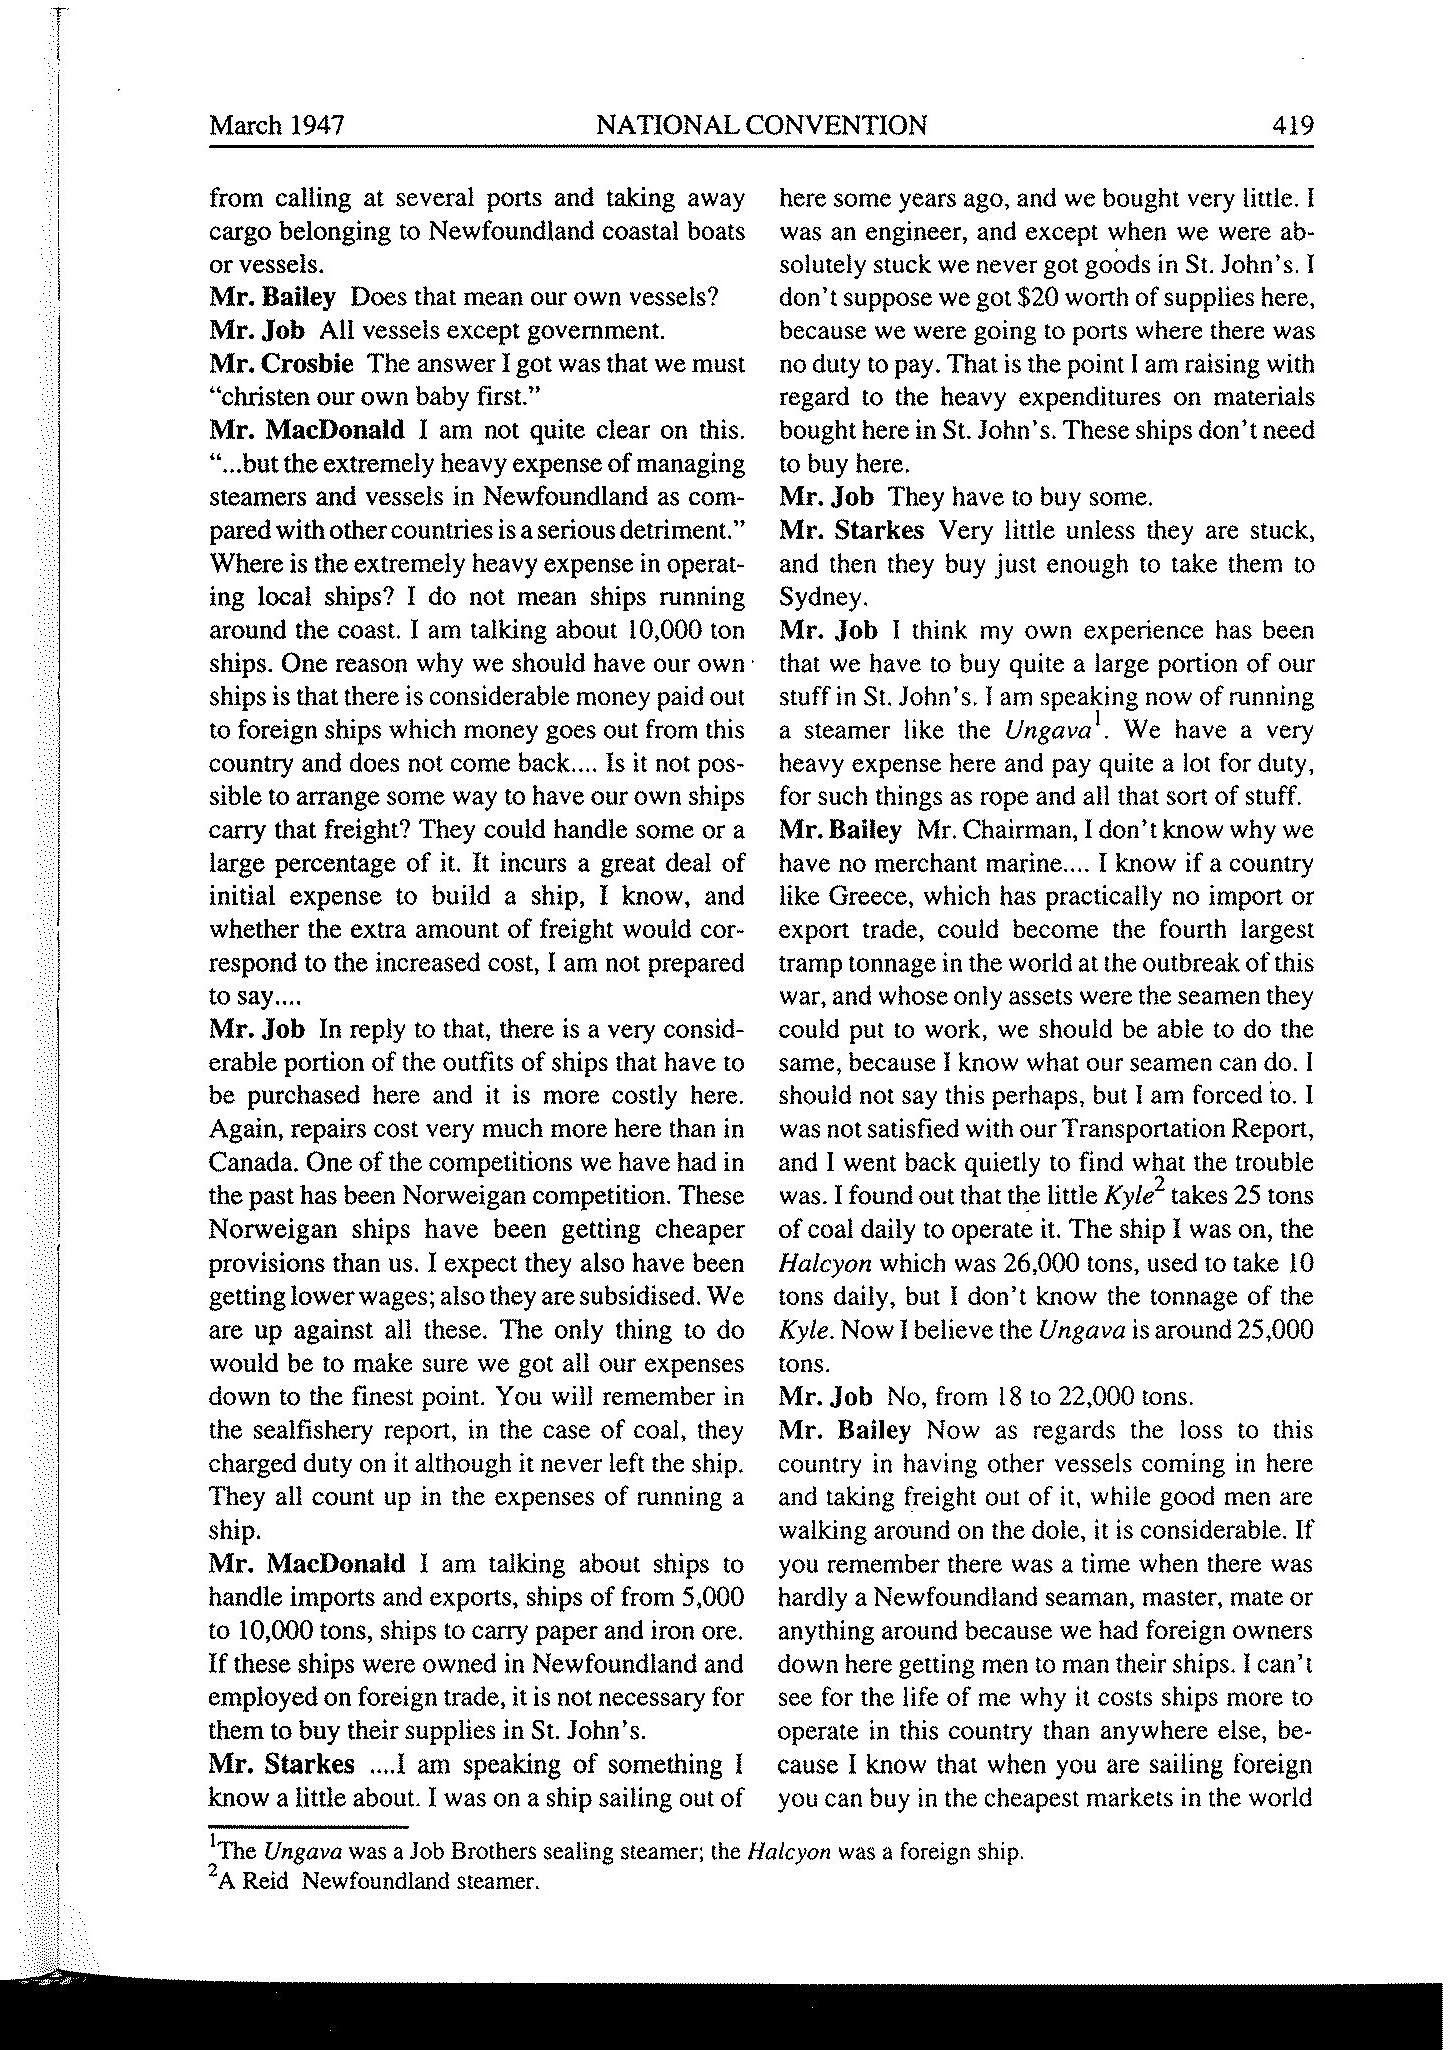 March 1947 NATIONAL CONVENTION 419
from calling at several ports and taking away
cargo belonging to Newfoundland coastal boats
or vessels.
Mr. Bailey Does that mean our own vessels?
Mr. Job All vessels except government.
Mr. Crosbie The answer I got was that we must
“christen our own baby first.”
Mr. MacDonald I am not quite clear on this.
“...but the extremely heavy expense of managing
steamers and vessels in Newfoundland as com-
pared with other countries is a serious detriment.”
Where is the extremely heavy expense in operat-
ing local ships? I do not mean ships running
around the coast. I am talking about 10,000 ton
ships. One reason why we should have our own
ships is that there is considerable money paid out
to foreign ships which money goes out from this
country and does not come back.... Is it not pos-
sible to arrange some way to have our own ships
carry that freight? They could handle some or a
large percentage of it. It incurs a great deal of
initial expense to build a ship, I know, and
whether the extra amount of freight would cor-
respond to the increased cost, I am not prepared
to say....
Mr. Job In reply to that, there is a very consid-
erable portion of the outfits of ships that have to
be purchased here and it is more costly here.
Again, repairs cost very much more here than in
Canada. One of the competitions we have had in
the past has been Norweigan competition. These
Norweigan ships have been getting cheaper
provisions than us. I expect they also have been
getting lower wages; also they are subsidised. We
are up against all these. The only thing to do
would be to make sure we got all our expenses
down to the finest point. You will remember in
the sealfishery report, in the case of coal, they
charged duty on it although it never left the ship.
They all count up in the expenses of running a
ship.
Mr. MacDonald I am talking about ships to
handle imports and exports, ships of from 5,000
to 10,000 tons, ships to carry paper and iron ore.
If these ships were owned in Newfoundland and
employed on foreign trade, it is not necessary for
them to buy their supplies in St. John's.
Mr. Starkes ....I am speaking of something I
know a little about. I was on a ship sailing out of
here some years ago, and we bought very little. I
was an engineer, and except when we were ab-
solutely stuck we never got goods in St. John's. I
don't suppose we got $20 worth of supplies here,
because we were going to ports where there was
no duty to pay. That is the point I am raising with
regard to the heavy expenditures on materials
bought here in St. John's. These ships don't need
to buy here.
Mr. Job They have to buy some.
Mr. Starkes Very little unless they are stuck,
and then they buy just enough to take them to
Sydney.
Mr. Job I think my own experience has been
that we have to buy quite a large portion of our
stuff in St. John's. I am speaking now of running
a steamer like the Ungava1. We have a very
heavy expense here and pay quite a lot for duty,
for such things as rope and all that sort of stuff.
Mr. Bailey Mr. Chairman, I don't know why we
have no merchant marine.... I know if a country
like Greece, which has practically no import or
export trade, could become the fourth largest
tramp tonnage in the world at the outbreak of this
war, and whose only assets were the seamen they
could put to work, we should be able to do the
same, because I know what our seamen can do. I
should not say this perhaps, but I am forced to. I
was not satisfied with our Transportation Report,
and I went back quietly to find what the trouble
was. I found out that the little Kyle2 takes 25 tons
of coal daily to operate it. The ship I was on, the
Halcyon which was 26,000 tons, used to take 10
tons daily, but I don't know the tonnage of the
Kyle. Now I believe the Ungava is around 25,000
tons.
Mr. Job No, from 18 to 22,000 tons.
Mr. Bailey Now as regards the loss to this
country in having other vessels coming in here
and taking freight out of it, while good men are
walking around on the dole, it is considerable. If
you remember there was a time when there was
hardly a Newfoundland seaman, master, mate or
anything around because we had foreign owners
down here getting men to man their ships. I can't
see for the life of me why it costs ships more to
operate in this country than anywhere else, be-
cause I know that when you are sailing foreign
you can buy in the cheapest markets in the world
1The Ungava was a Job Brothers sealing steamer; the Halcyon was a foreign ship.
2A Reid Newfoundland steamer.